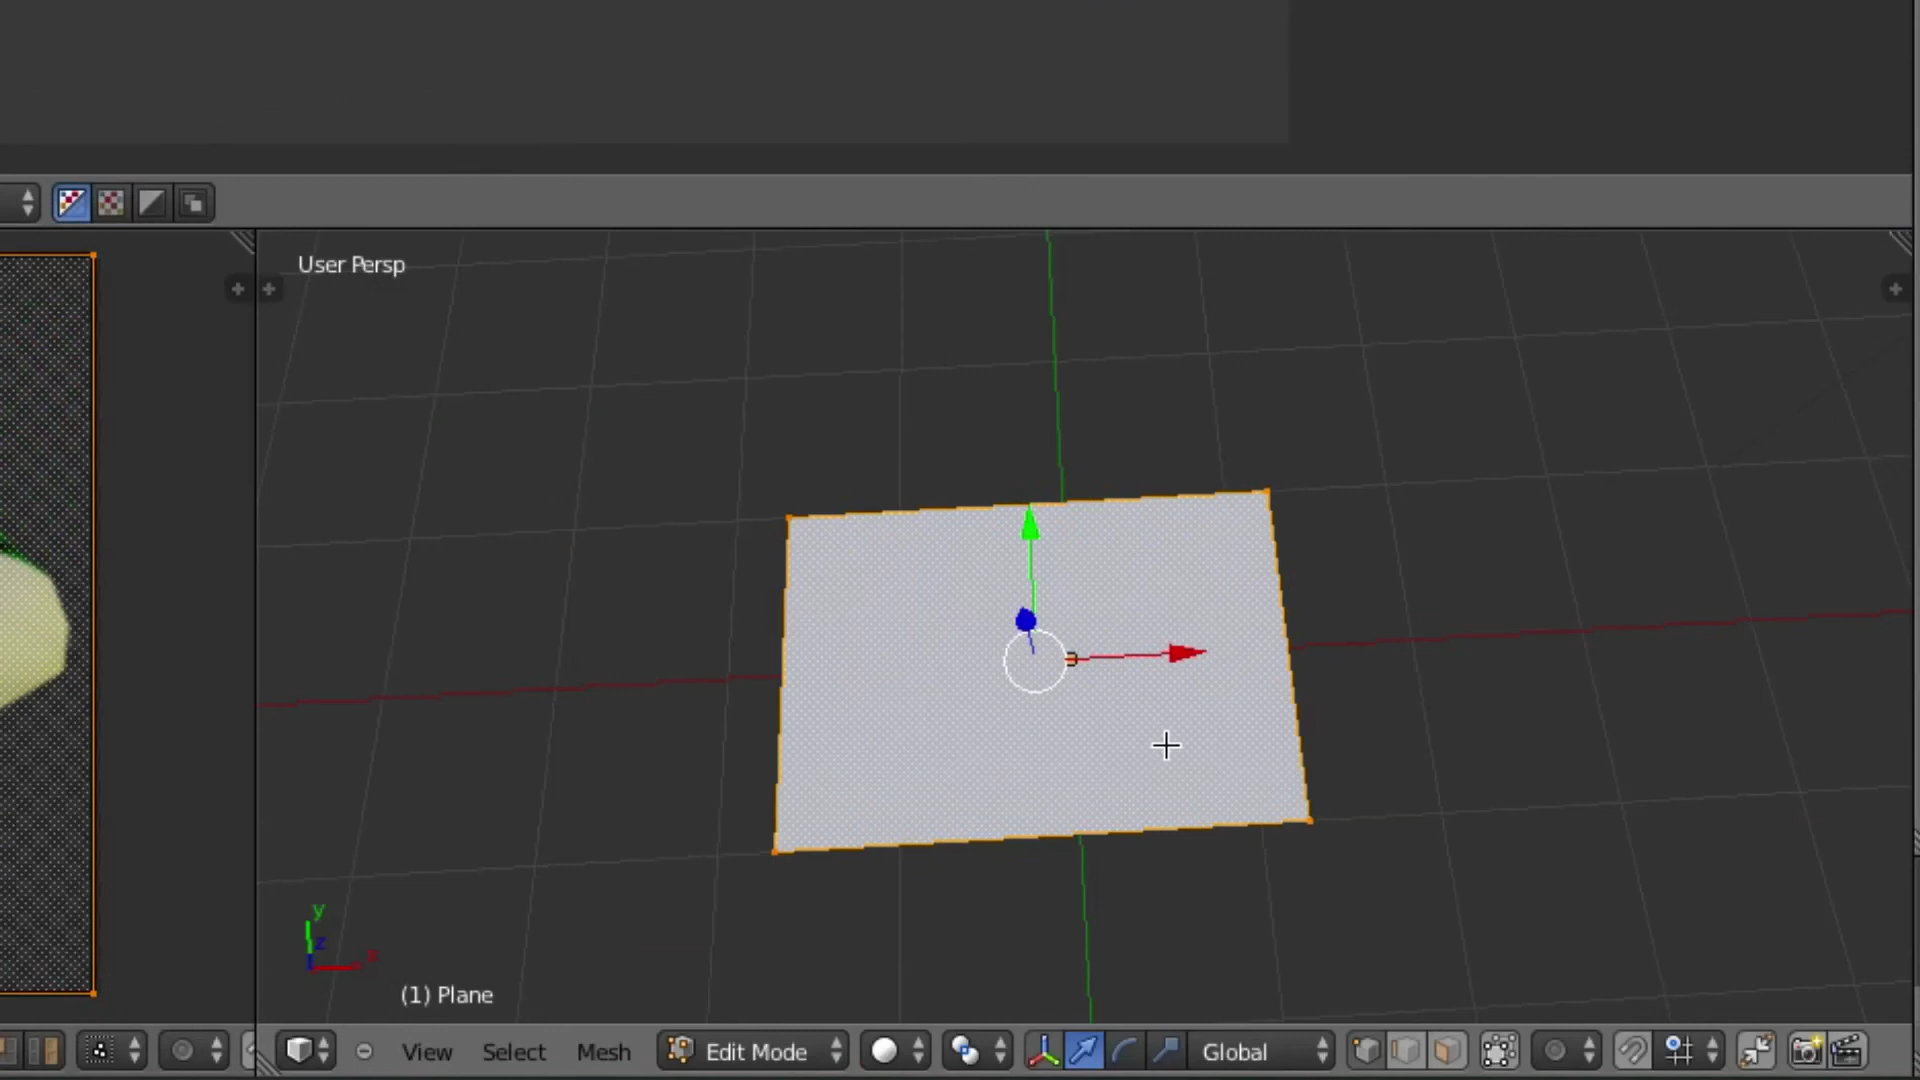 User Persp
y
z
x
(1) Plane
View Select Mesh Edit Mode Global